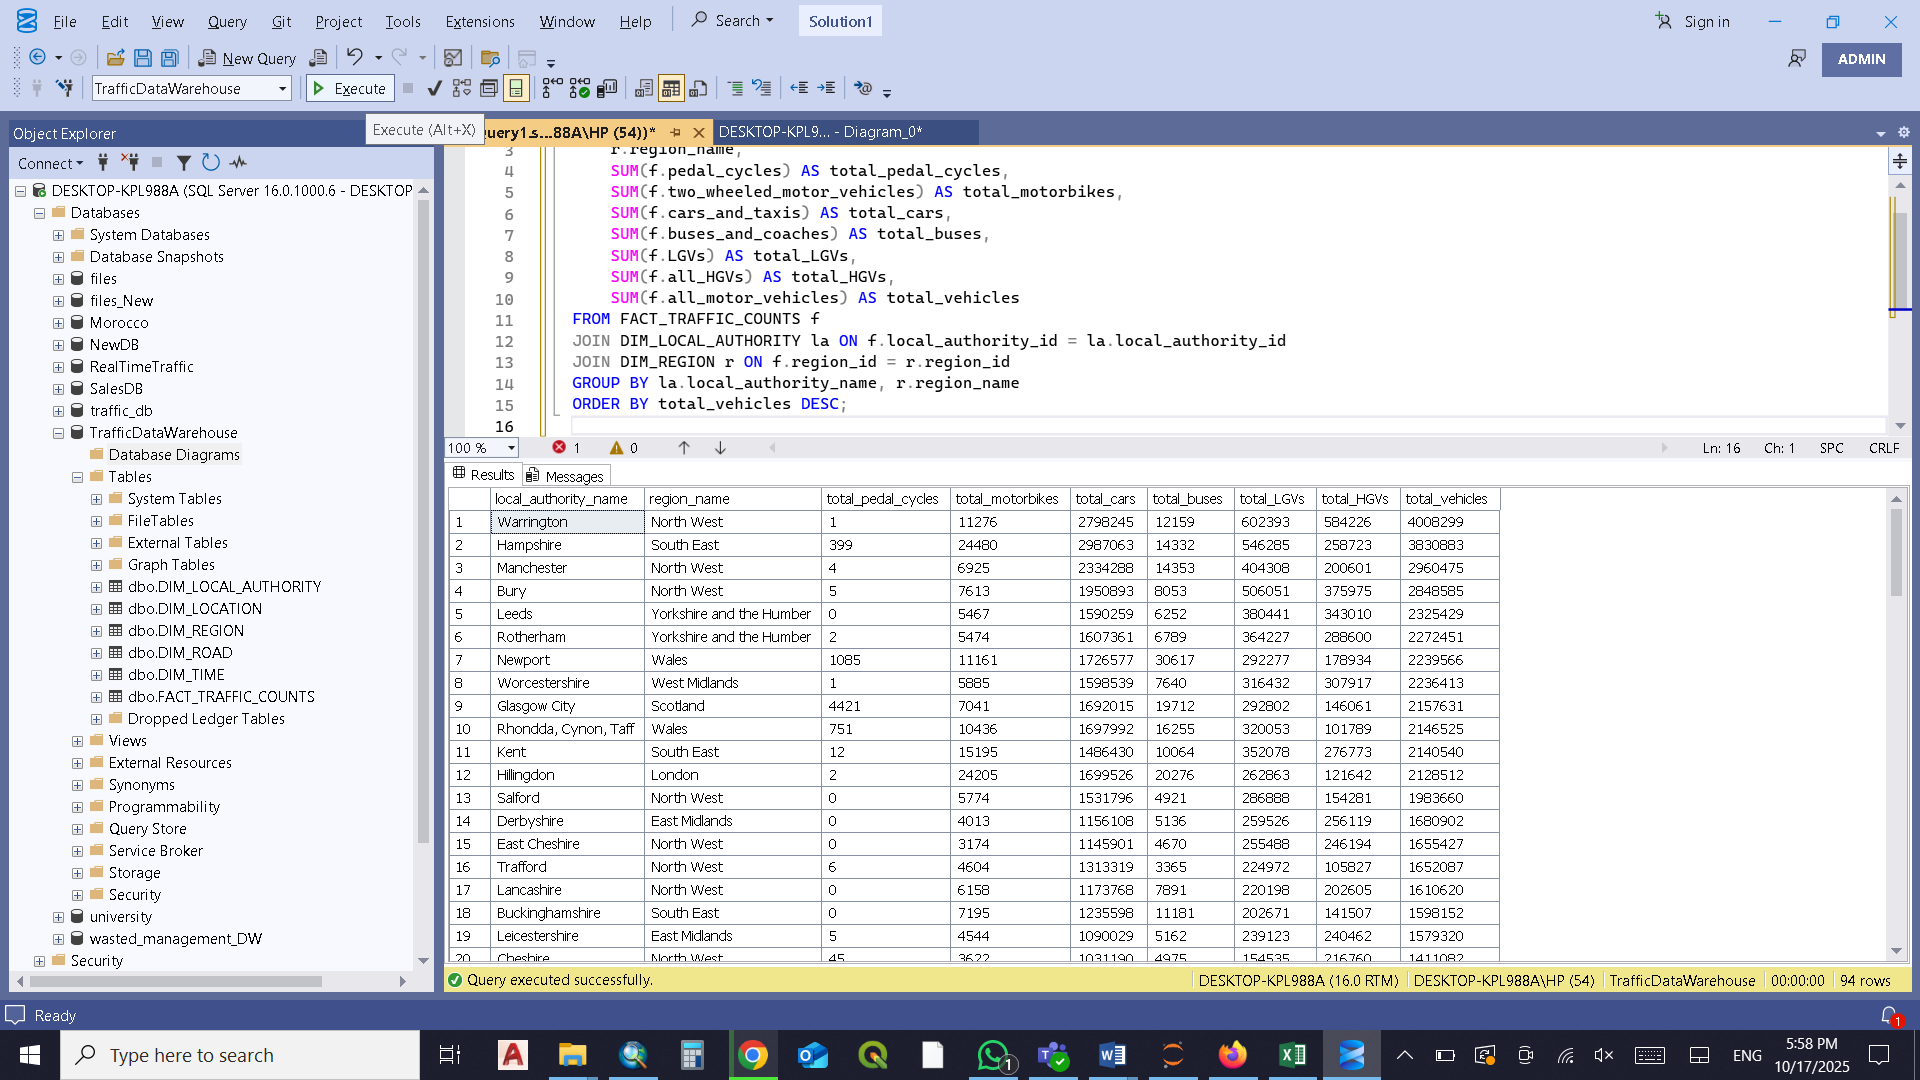 File Edit View Query Git Project Tools Extensions Window Help Search Solution1 Sign in
New Query ADMIN
TrafficDataWarehouse Execute
Execute (Alt+X)
Object Explorer
Query1.s...88A\HP (54))* DESKTOP-KPL9... - Diagram_0*
Connect
DESKTOP-KPL988A (SQL Server 16.0.1000.6 - DESKTOP
Databases
System Databases
Database Snapshots
files
files_New
Morocco
NewDB
RealTimeTraffic
SalesDB
traffic_db
TrafficDataWarehouse
Database Diagrams
Tables
System Tables
FileTables
External Tables
Graph Tables
dbo.DIM_LOCAL_AUTHORITY
dbo.DIM_LOCATION
dbo.DIM_REGION
dbo.DIM_ROAD
dbo.DIM_TIME
dbo.FACT_TRAFFIC_COUNTS
Dropped Ledger Tables
Views
External Resources
Synonyms
Programmability
Query Store
Service Broker
Storage
Security
university
wasted_management_DW
Security
3 r.region_name,
4 SUM(f.pedal_cycles) AS total_pedal_cycles,
5 SUM(f.two_wheeled_motor_vehicles) AS total_motorbikes,
6 SUM(f.cars_and_taxis) AS total_cars,
7 SUM(f.buses_and_coaches) AS total_buses,
8 SUM(f.LGVs) AS total_LGVs,
9 SUM(f.all_HGVs) AS total_HGVs,
10 SUM(f.all_motor_vehicles) AS total_vehicles
11 FROM FACT_TRAFFIC_COUNTS f
12 JOIN DIM_LOCAL_AUTHORITY la ON f.local_authority_id = la.local_authority_id
13 JOIN DIM_REGION r ON f.region_id = r.region_id
14 GROUP BY la.local_authority_name, r.region_name
15 ORDER BY total_vehicles DESC;
16
100 % 1 0 Ln: 16 Ch: 1 SPC CRLF
Results Messages
local_authority_name region_name total_pedal_cycles total_motorbikes total_cars total_buses total_LGVs total_HGVs total_vehicles
1 Warrington North West 1 11276 2798245 12159 602393 584226 4008299
2 Hampshire South East 399 24480 2987063 14332 546285 258723 3830883
3 Manchester North West 4 6925 2334288 14353 404308 200601 2960475
4 Bury North West 5 7613 1950893 8053 506051 375975 2848585
5 Leeds Yorkshire and the Humber 0 5467 1590259 6252 380441 343010 2325429
6 Rotherham Yorkshire and the Humber 2 5474 1607361 6789 364227 288600 2272451
7 Newport Wales 1085 11161 1726577 30617 292277 178934 2239566
8 Worcestershire West Midlands 1 5885 1598539 7640 316432 307917 2236413
9 Glasgow City Scotland 4421 7041 1692015 19712 292802 146061 2157631
10 Rhondda, Cynon, Taff Wales 751 10436 1697992 16255 320053 101789 2146525
11 Kent South East 12 15195 1486430 10064 352078 276773 2140540
12 Hillingdon London 2 24205 1699526 20276 262863 121642 2128512
13 Salford North West 0 5774 1531796 4921 286888 154281 1983660
14 Derbyshire East Midlands 0 4013 1156108 5136 259526 256119 1680902
15 East Cheshire North West 0 3174 1145901 4670 255488 246194 1655427
16 Trafford North West 6 4604 1313319 3365 224972 105827 1652087
17 Lancashire North West 0 6158 1173768 7891 220198 202605 1610620
18 Buckinghamshire South East 0 7195 1235598 11181 202671 141507 1598152
19 Leicestershire East Midlands 5 4544 1090029 5162 239123 240462 1579320
20 Cheshire North West 45 3622 1031190 4975 154535 216760 1411082
Query executed successfully. DESKTOP-KPL988A (16.0 RTM) DESKTOP-KPL988A\HP (54) TrafficDataWarehouse 00:00:00 94 rows
Ready 1
Type here to search 1 ENG 5:58 PM
10/17/2025